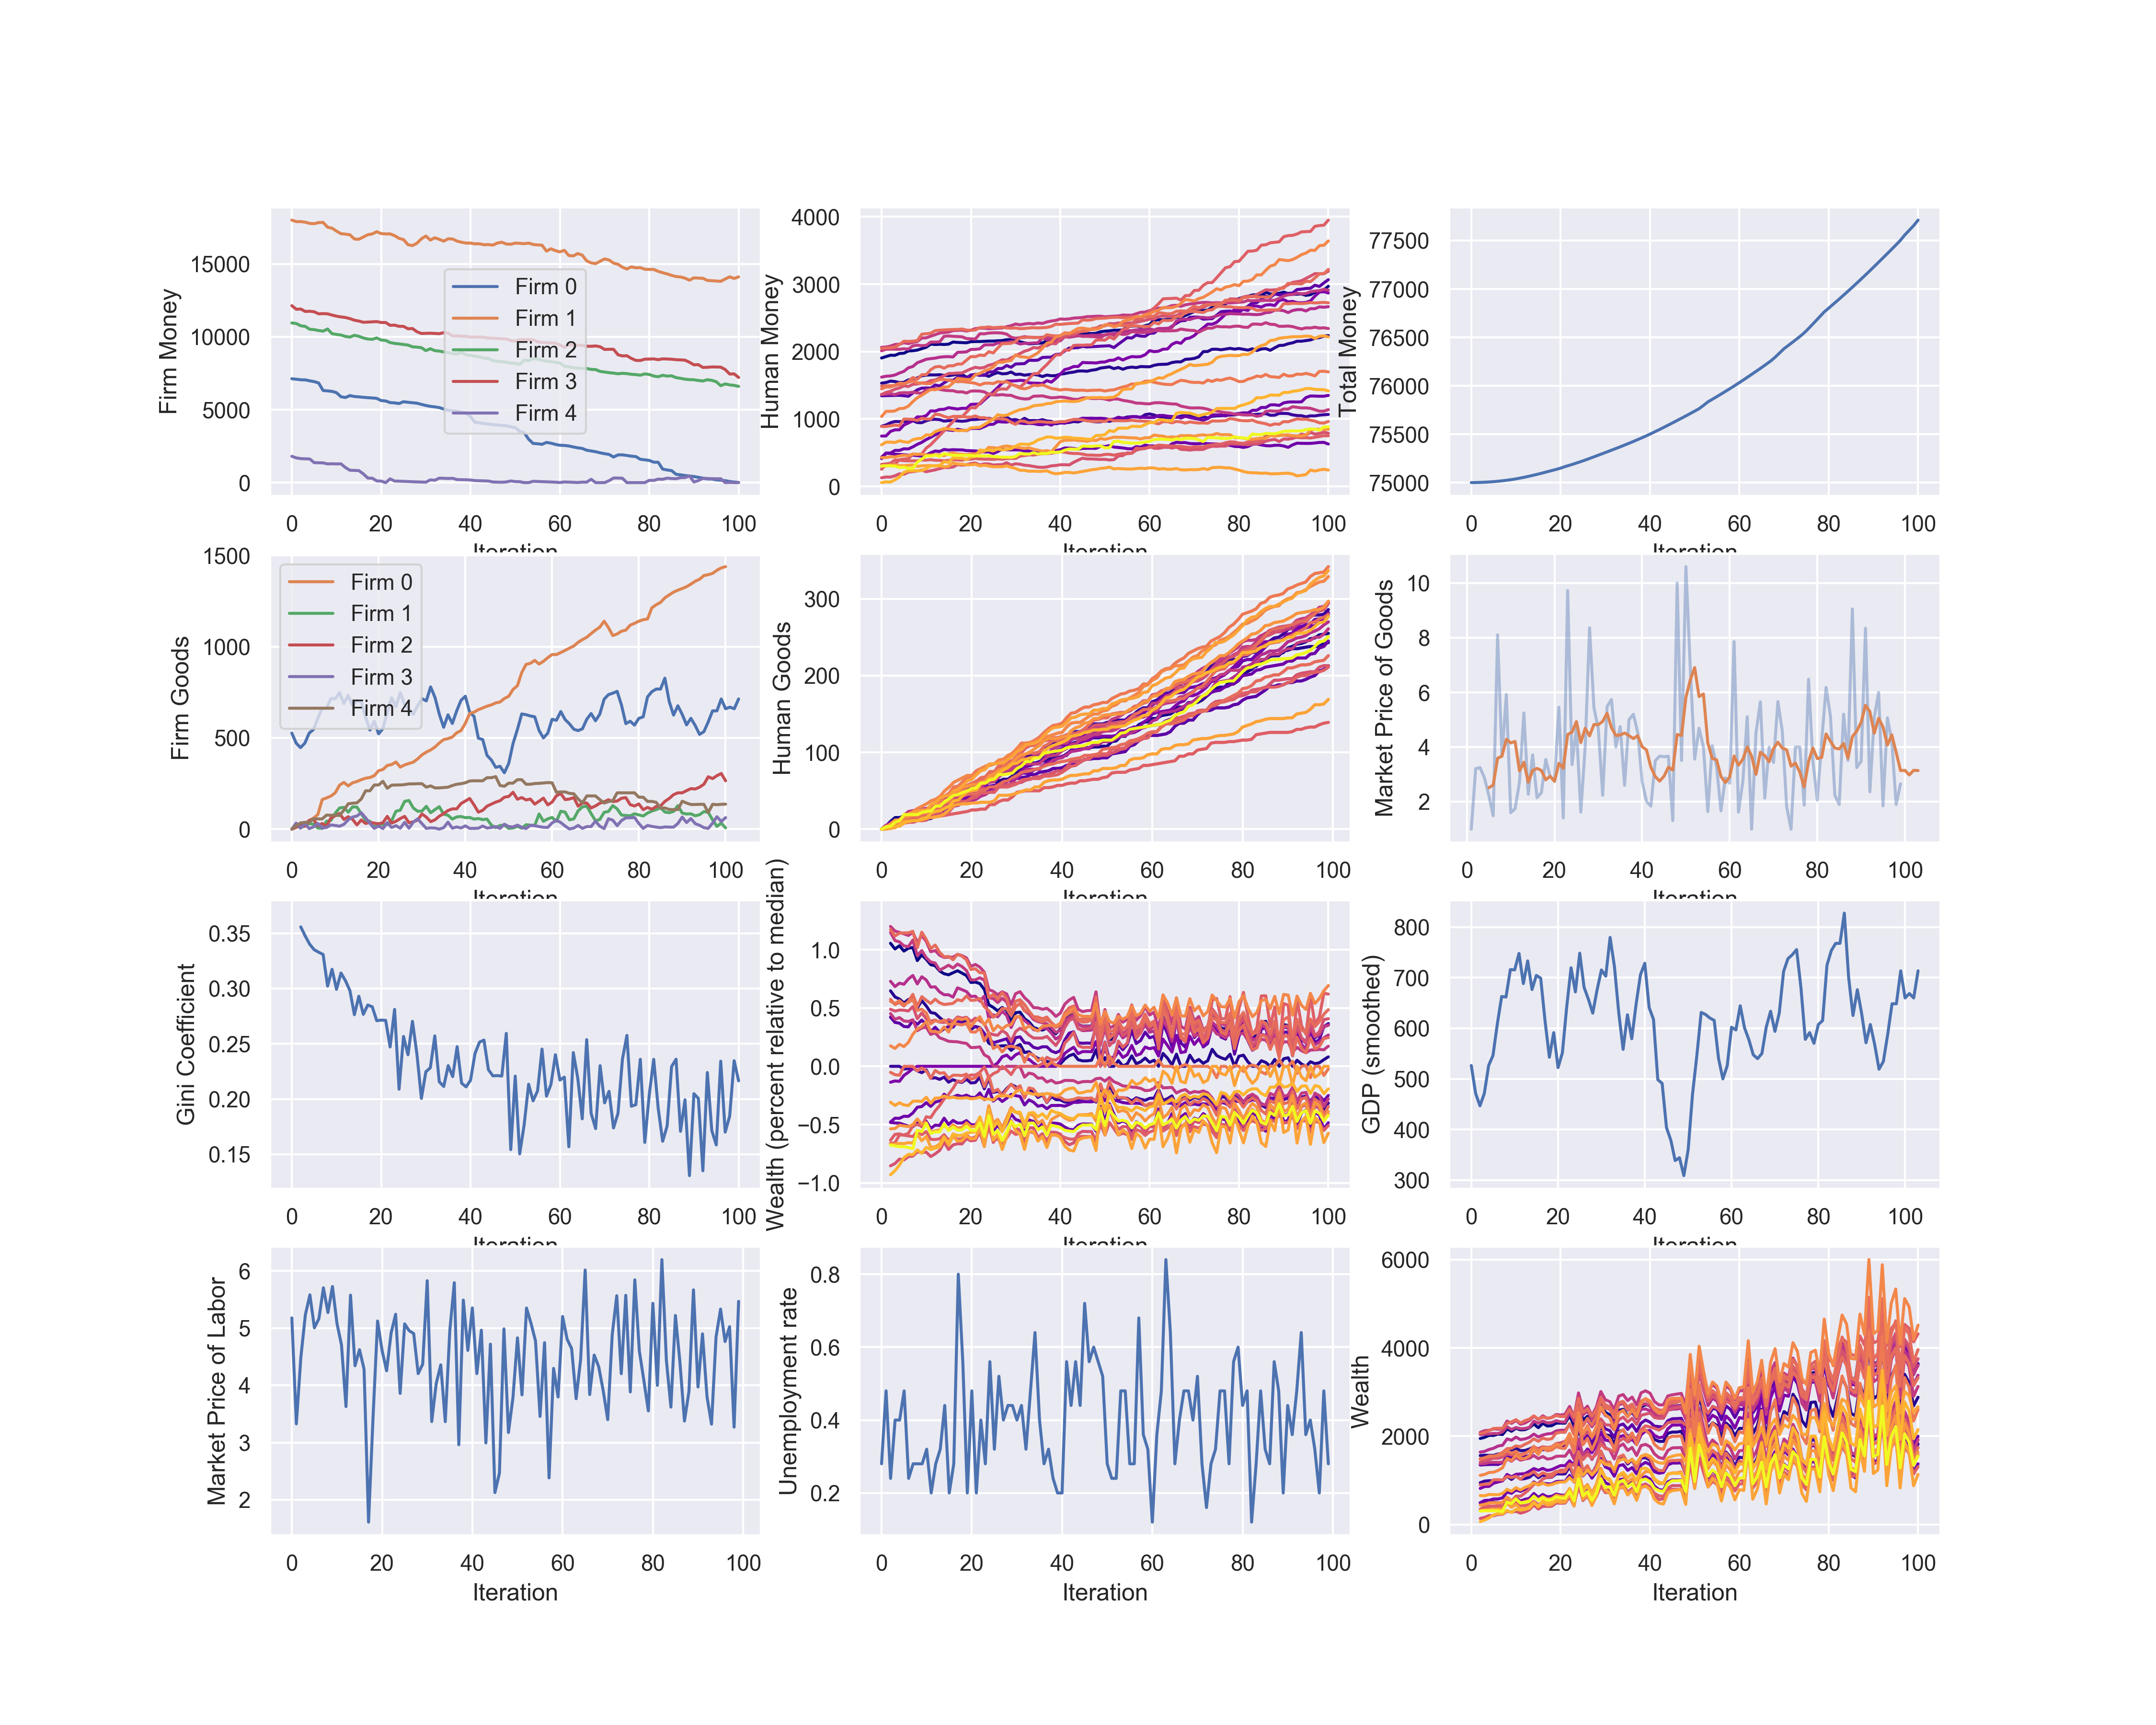 Firm Money
15000
10000
5000
0
Firm 0
Firm 1
Firm 2
Firm 3
Firm 4
0 20 40 60 80 100
Iteration
Human Money
4000
3000
2000
1000
0
0 20 40 60 80 100
Iteration
Total Money
77500
77000
76500
76000
75500
75000
0 20 40 60 80 100
Iteration
Firm Goods
1500
1000
500
0
Firm 0
Firm 1
Firm 2
Firm 3
Firm 4
0 20 40 60 80 100
Iteration
Human Goods
300
200
100
0
0 20 40 60 80 100
Iteration
Market Price of Goods
10
8
6
4
2
0 20 40 60 80 100
Iteration
Gini Coefficient
0.35
0.30
0.25
0.20
0.15
0 20 40 60 80 100
Iteration
Wealth (percent relative to median)
1.0
0.5
0.0
−0.5
−1.0
0 20 40 60 80 100
Iteration
GDP (smoothed)
800
700
600
500
400
300
0 20 40 60 80 100
Iteration
Market Price of Labor
6
5
4
3
2
0 20 40 60 80 100
Iteration
Unemployment rate
0.8
0.6
0.4
0.2
0 20 40 60 80 100
Iteration
Wealth
6000
4000
2000
0
0 20 40 60 80 100
Iteration